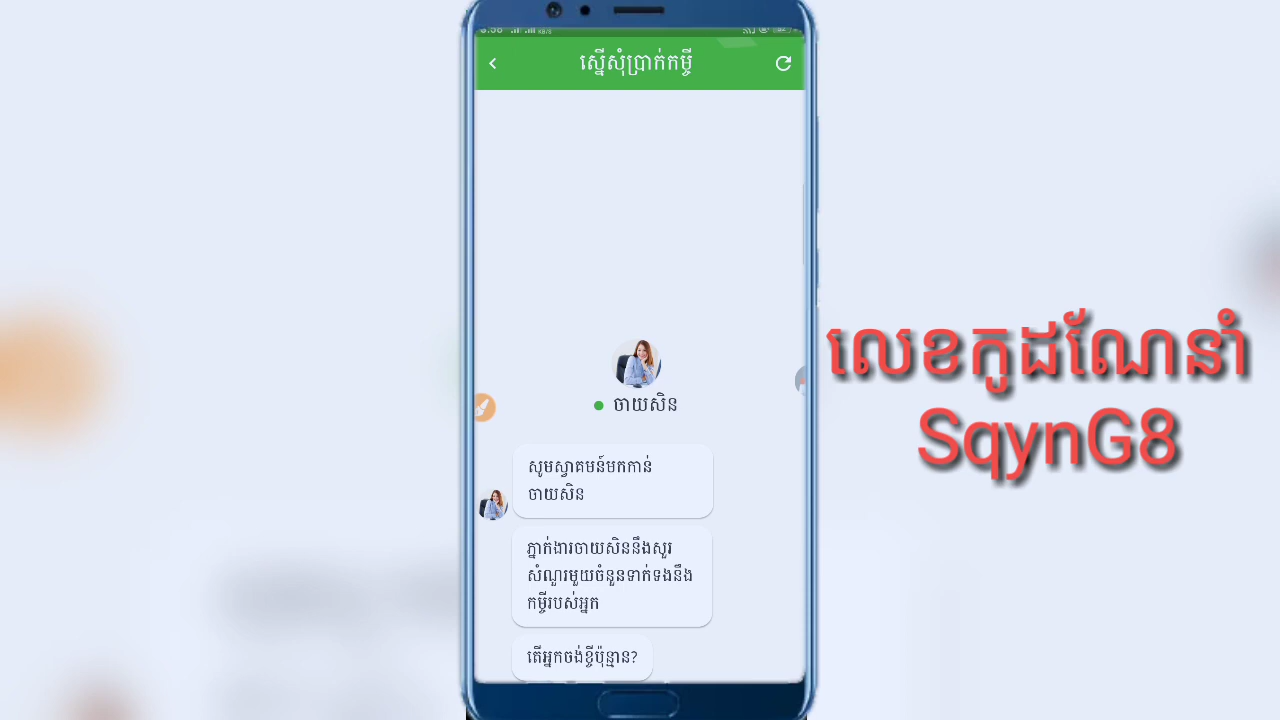 ស្នើសុំប្រាក់កម្ចី
ចាយសិន
សូមស្វាគមន៍មកកាន់
ចាយសិន
ភ្នាក់ងារចាយសិននឹងសួរ
សំណួរមួយចំនួនទាក់ទងនឹង
កម្ចីរបស់អ្នក
តើអ្នកចង់ខ្ចីប៉ុន្មាន?
លេខកូដណែនាំ
SqynG8